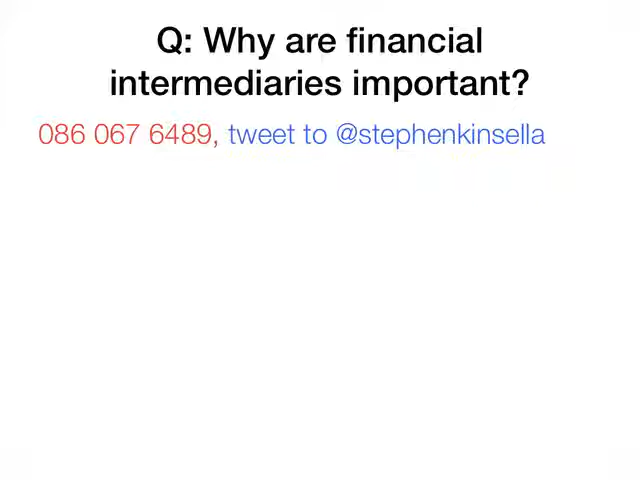 Q: Why are financial
intermediaries important?
086 067 6489, tweet to @stephenkinsella